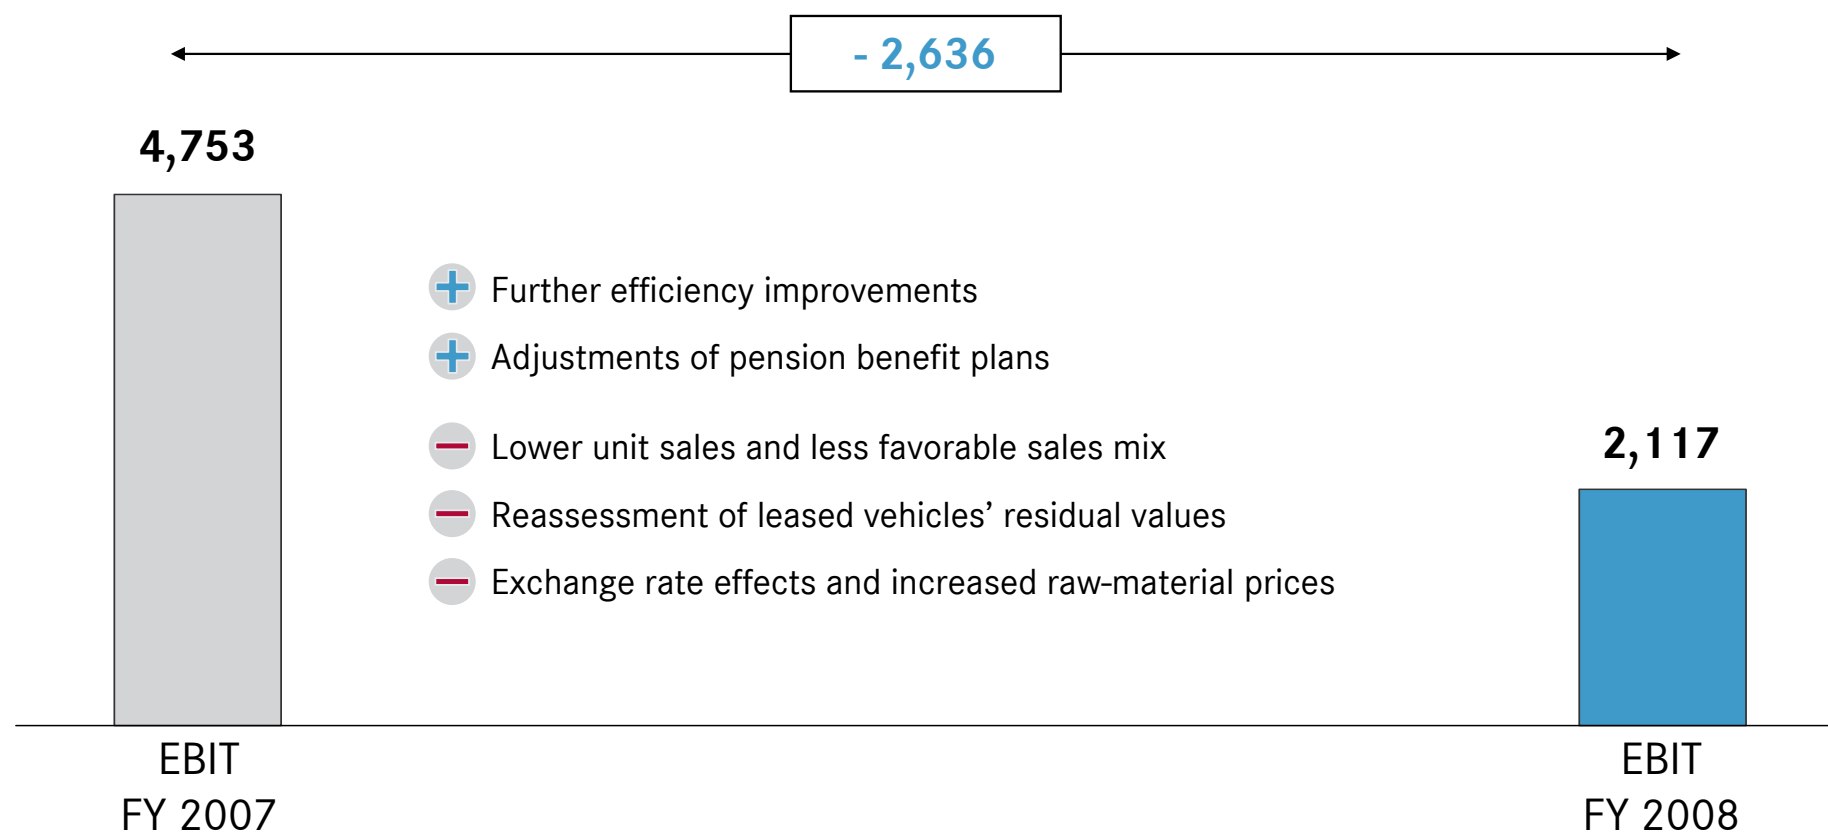 - 2,636
4,753
Further efficiency improvements
Adjustments of pension benefit plans
Lower unit sales and less favorable sales mix
Reassessment of leased vehicles’ residual values
Exchange rate effects and increased raw-material prices
2,117
EBIT
FY 2007
EBIT
FY 2008